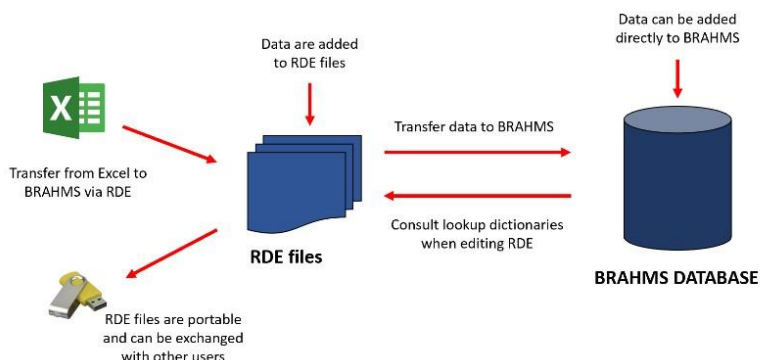 Data are added
to RDE files
Data can be added
directly to BRAHMS
X
Transfer data to BRAHMS
Transfer from Excel to
BRAHMS via RDE
Consult lookup dictionaries
when editing RDE
RDE files
BRAHMS DATABASE
RDE files are portable
and can be exchanged
with other users